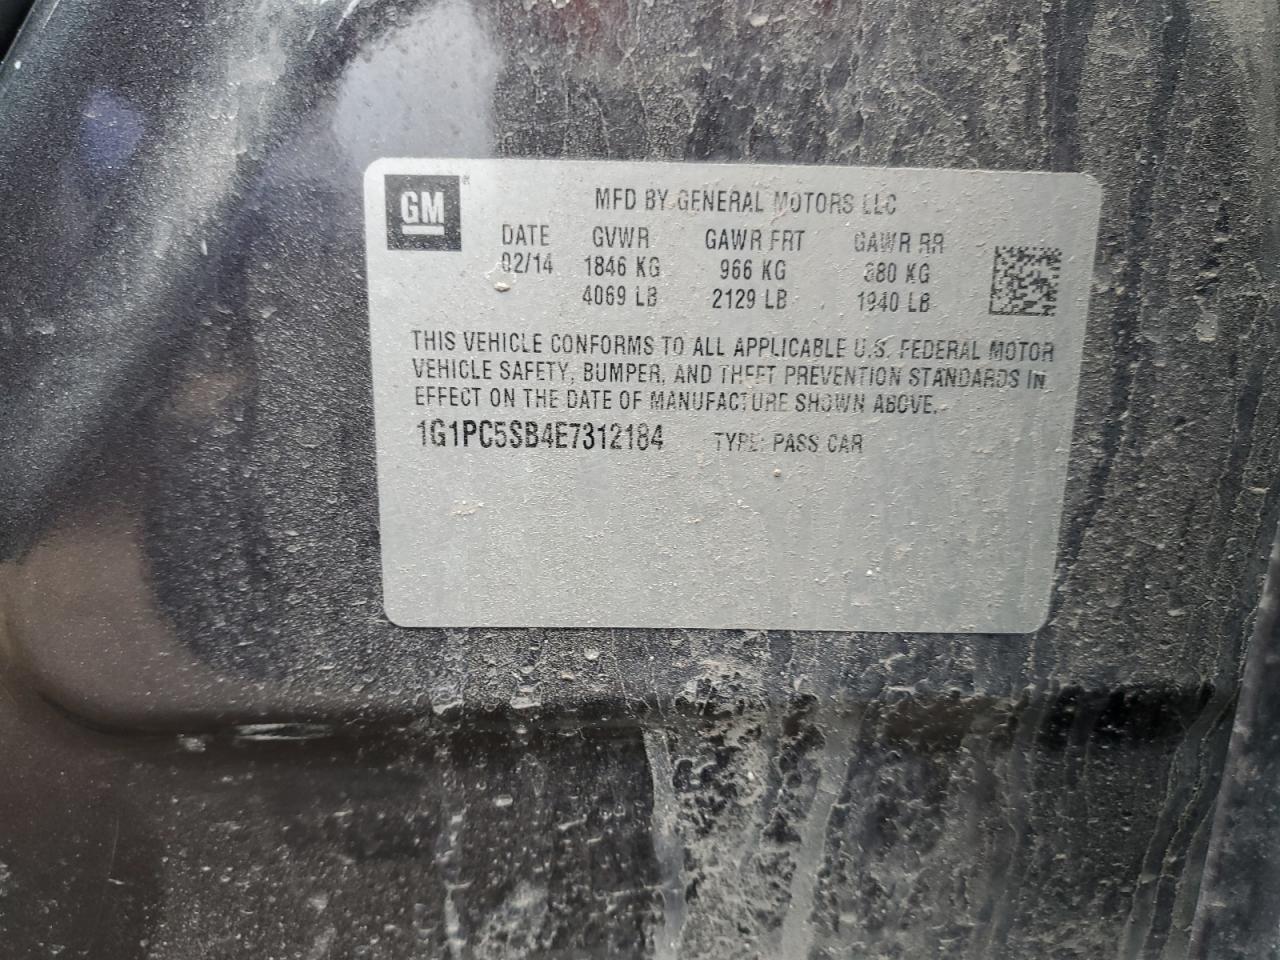 GM
MFD BY GENERAL MOTORS LLC
DATE GVWR GAWR FRT GAWR RR
02/14 1846 KG 966 KG 880 KG
4069 LB 2129 LB 1940 LB
THIS VEHICLE CONFORMS TO ALL APPLICABLE U.S. FEDERAL MOTOR
VEHICLE SAFETY, BUMPER, AND THEFT PREVENTION STANDARDS IN
EFFECT ON THE DATE OF MANUFACTURE SHOWN ABOVE.
1G1PC5SB4E7312184 TYPE: PASS CAR